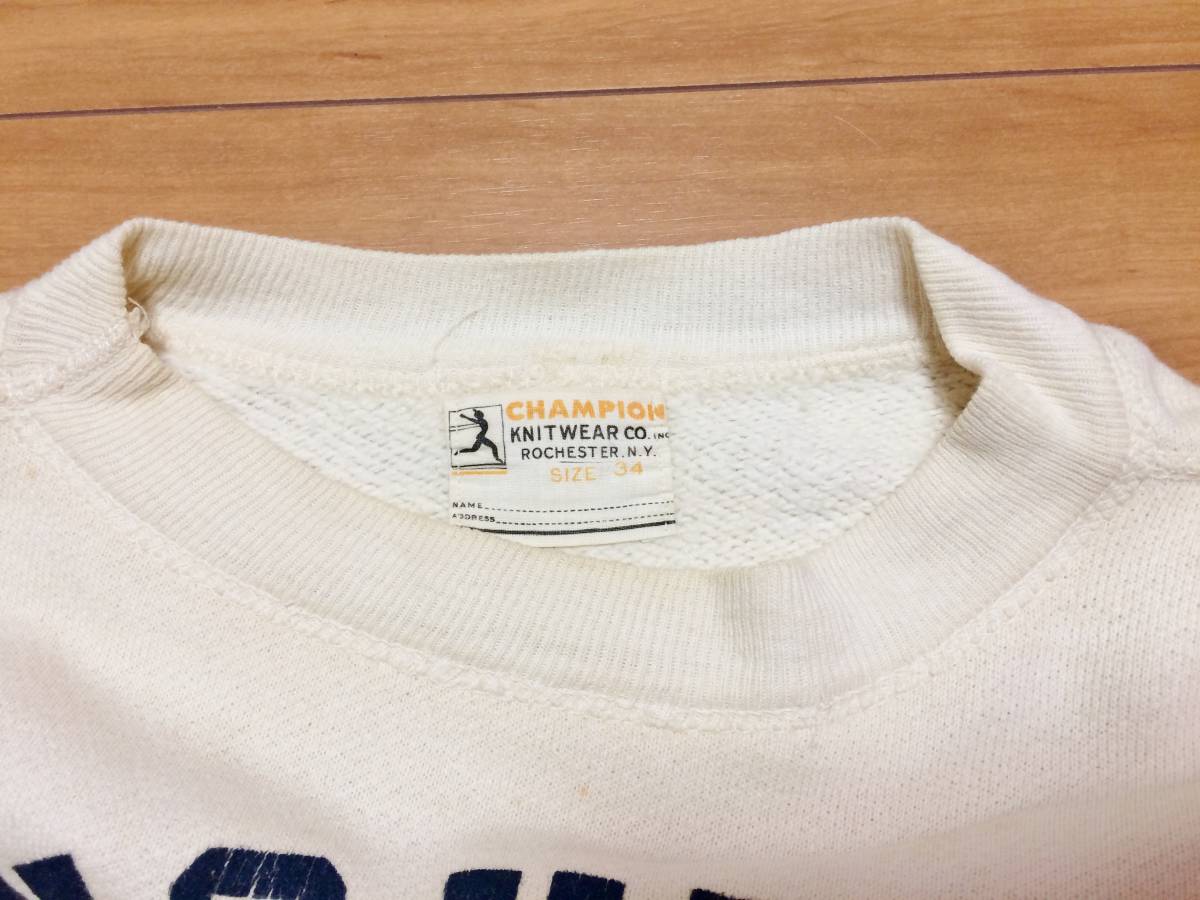 CHAMPION
KNITWEAR CO. INC
ROCHESTER. N.Y.
SIZE 34
NAME
ADDRESS